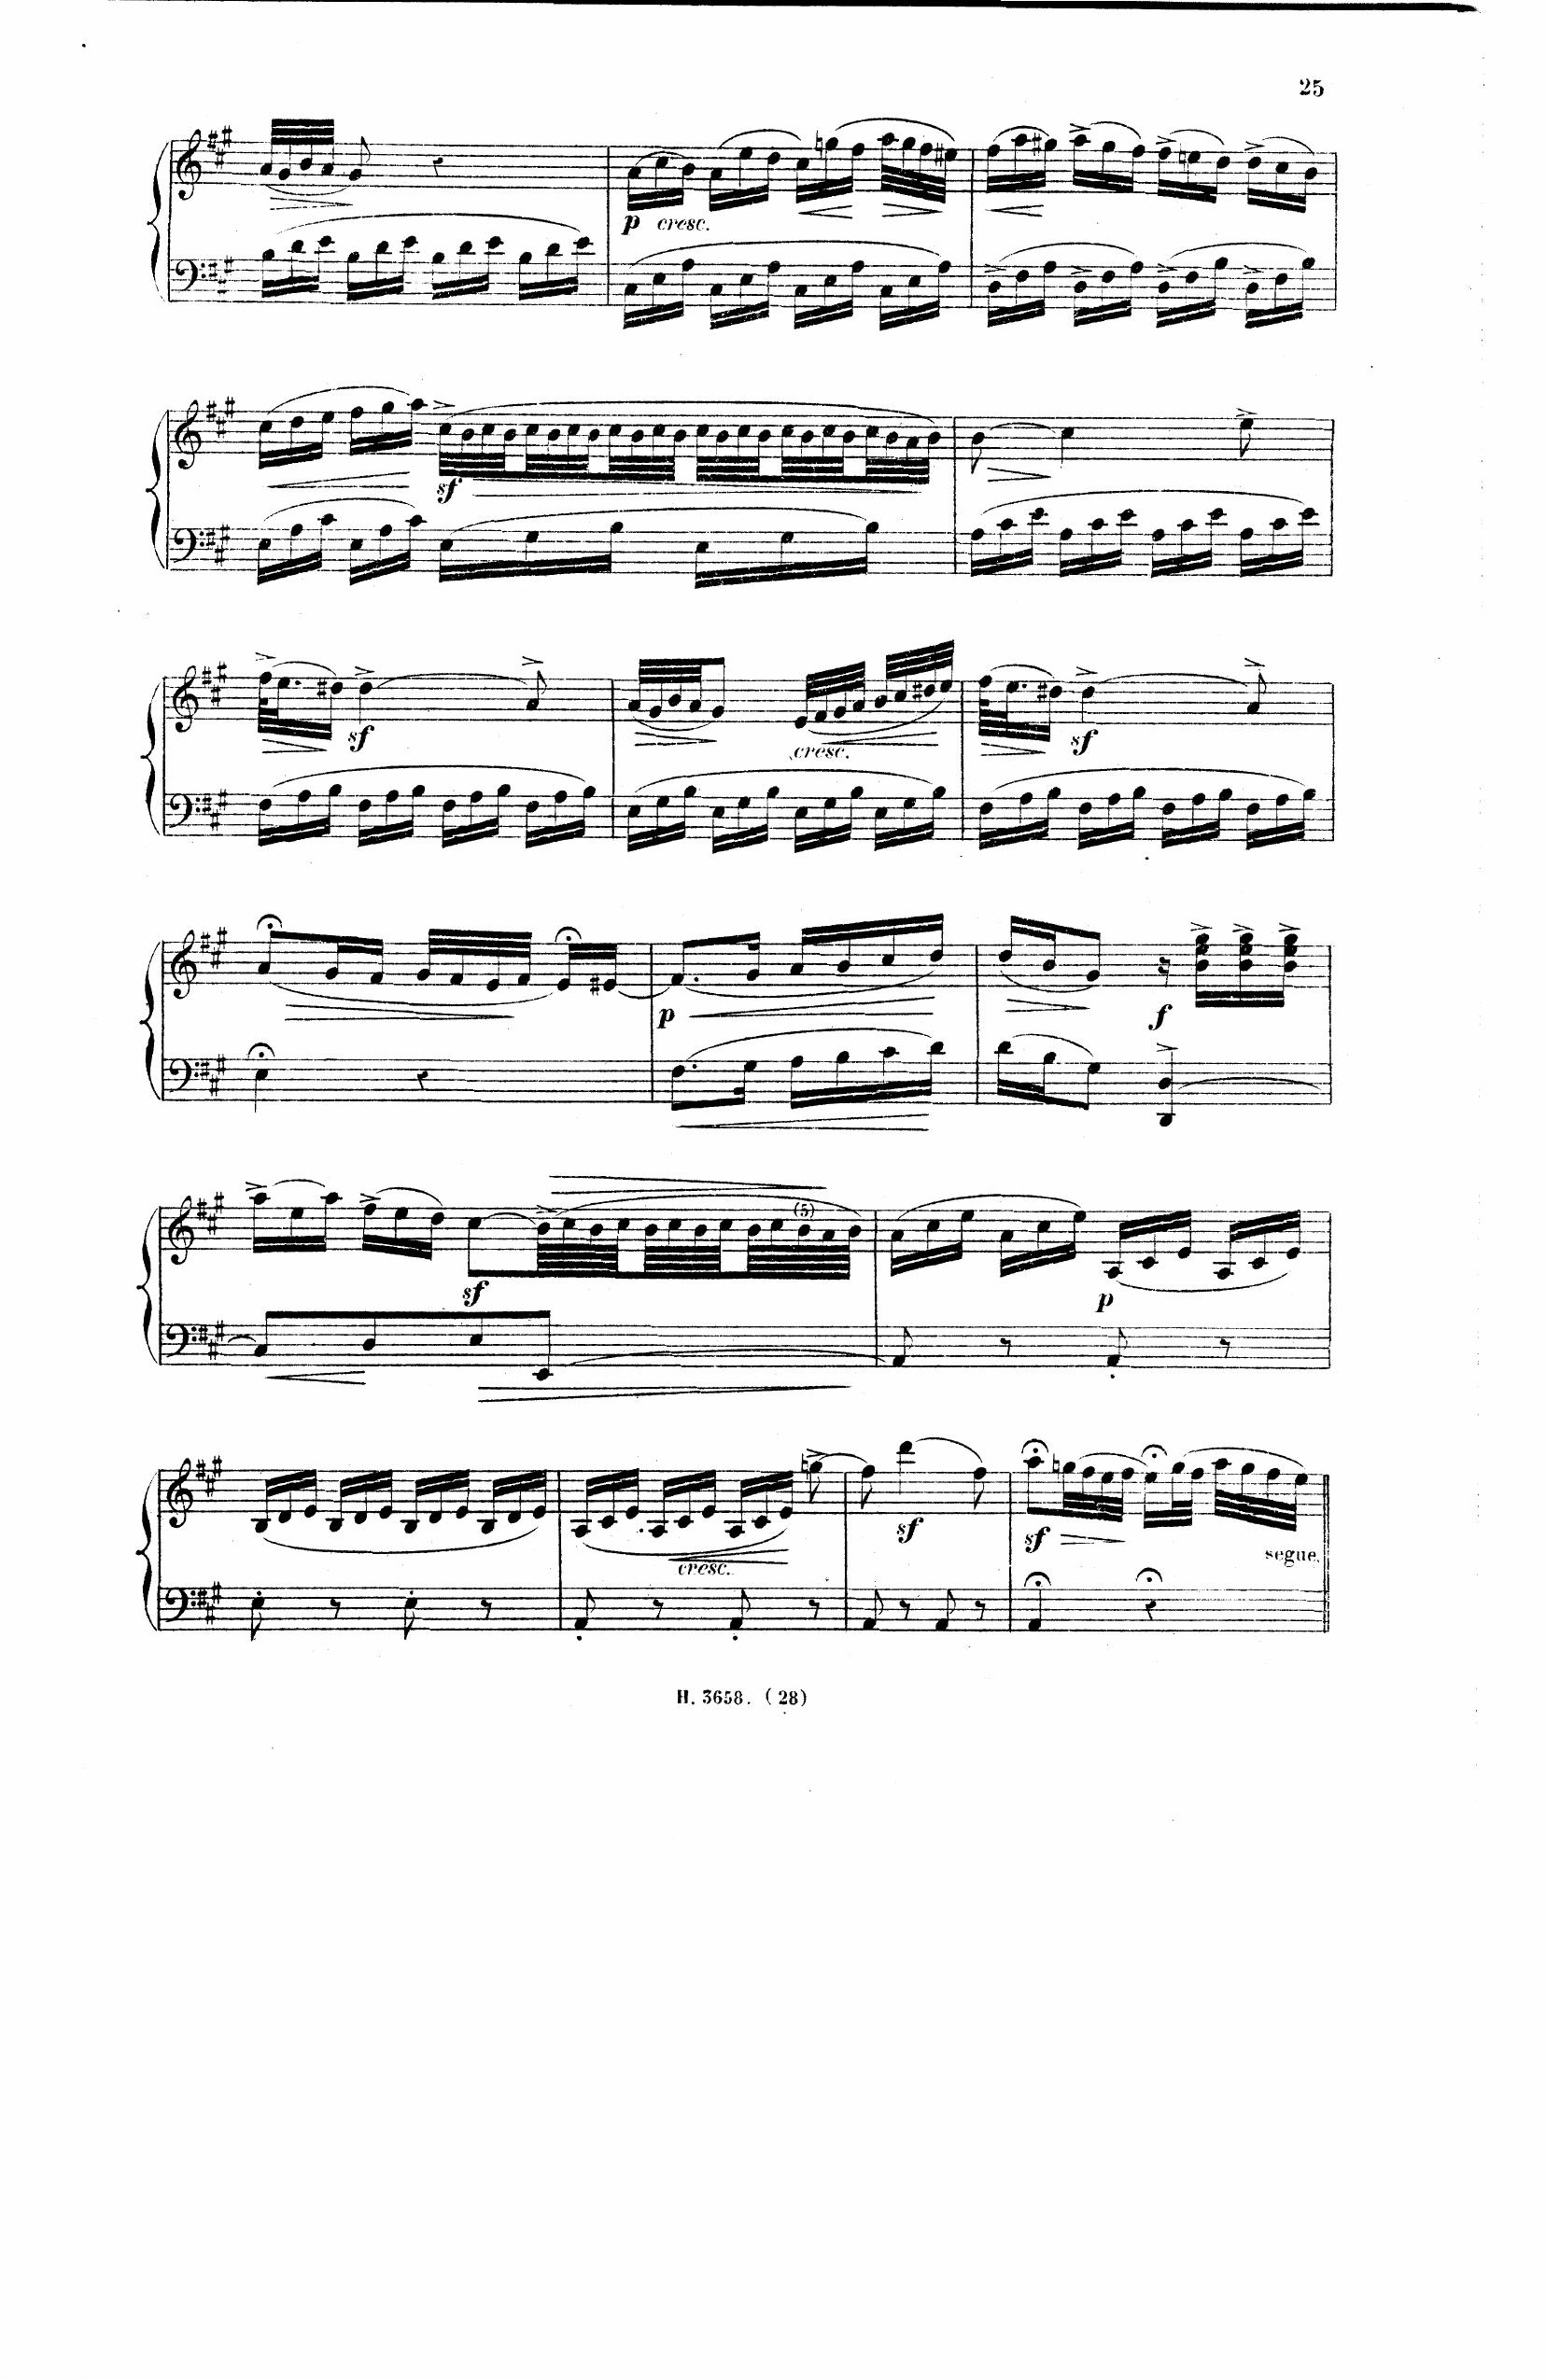 25
p cresc.
sf
sf cresc. sf
p f
sf (5) p
cresc. sf sf segue.
H. 3658. (28)